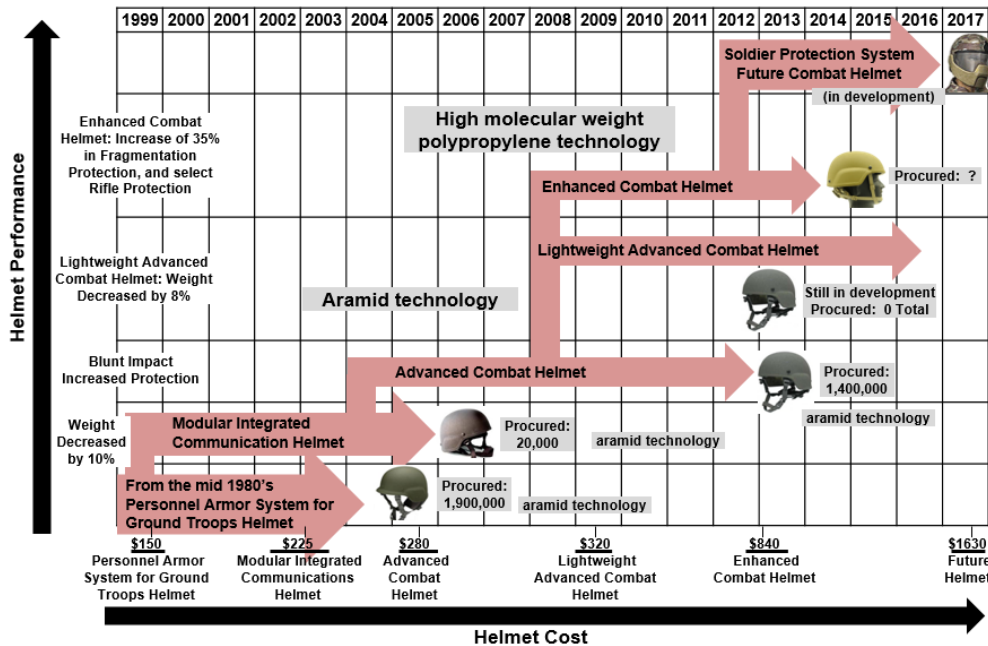 1999 2000 2001 2002 2003 2004 2005 2006 2007 2008 2009 2010 2011 2012 2013 2014 2015 2016 2017
Helmet Performance
Soldier Protection System
Future Combat Helmet
(in development)
Enhanced Combat
Helmet: Increase of 35%
in Fragmentation
Protection, and select
Rifle Protection
High molecular weight
polypropylene technology
Enhanced Combat Helmet
Procured: ?
Lightweight Advanced Combat Helmet
Lightweight Advanced
Combat Helmet: Weight
Decreased by 8%
Aramid technology
Still in development
Procured: 0 Total
Blunt Impact
Increased Protection
Advanced Combat Helmet
Procured:
1,400,000
aramid technology
Weight
Decreased
by 10%
Modular Integrated
Communication Helmet
Procured:
20,000
aramid technology
From the mid 1980's
Personnel Armor System for
Ground Troops Helmet
Procured:
1,900,000
aramid technology
$150
Personnel Armor
System for Ground
Troops Helmet
$225
Modular Integrated
Communications
Helmet
$280
Advanced
Combat
Helmet
$320
Lightweight
Advanced Combat
Helmet
$840
Enhanced
Combat Helmet
$1630
Future
Helmet
Helmet Cost